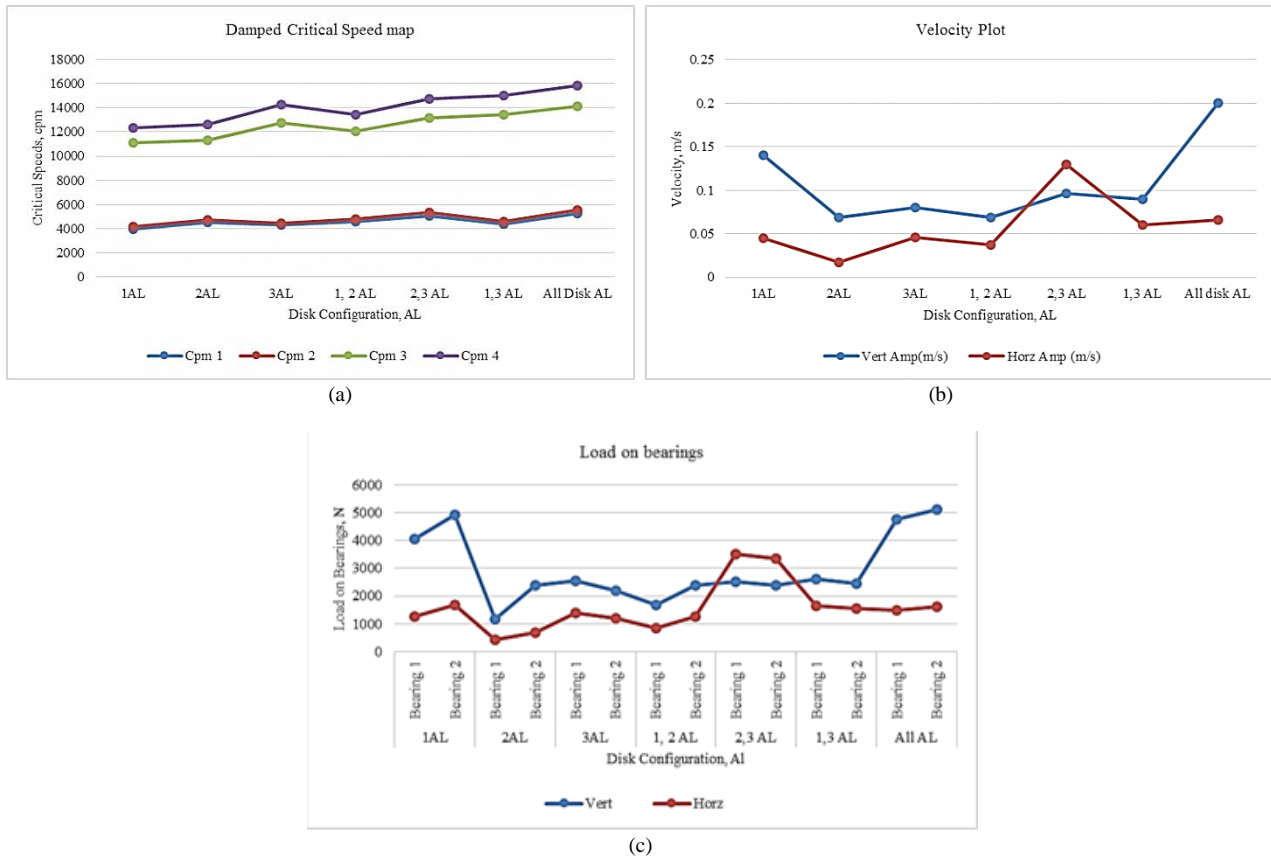 Damped Critical Speed map
Critical Speeds, cpm
18000
16000
14000
12000
10000
8000
6000
4000
2000
0
1AL 2AL 3AL 1, 2 AL 2,3 AL 1,3 AL All Disk AL
Disk Configuration, AL
Cpm 1 Cpm 2 Cpm 3 Cpm 4
(a)
Velocity Plot
Velocity, m/s
0.25
0.2
0.15
0.1
0.05
0
1AL 2AL 3AL 1, 2 AL 2,3 AL 1,3 AL All disk AL
Disk Configuration, AL
Vert Amp(m/s) Horz Amp (m/s)
(b)
Load on bearings
Load on Bearings, N
6000
5000
4000
3000
2000
1000
0
Bearing 1 Bearing 2 Bearing 1 Bearing 2 Bearing 1 Bearing 2 Bearing 1 Bearing 2 Bearing 1 Bearing 2 Bearing 1 Bearing 2 Bearing 1 Bearing 2
1AL 2AL 3AL 1, 2 AL 2,3 AL 1,3 AL All AL
Disk Configuration, Al
Vert Horz
(c)